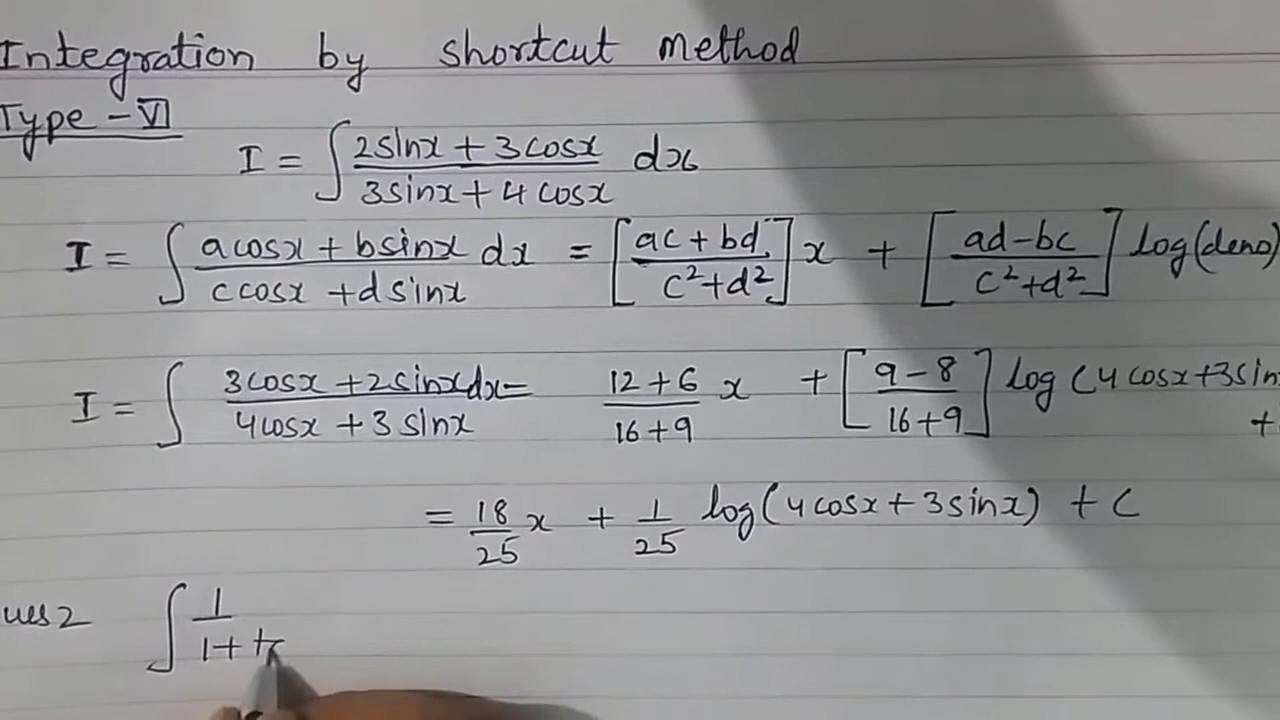 Integration by shortcut method
Type - VI
I = ∫ (2sinx + 3cosx)/(3sinx + 4cosx) dx
I = ∫ (acosx + bsinx)/(ccosx + dsinx) dx = [(ac + bd)/(c² + d²)] x + [(ad - bc)/(c² + d²)] log(deno)
I = ∫ (3cosx + 2sinx)/(4cosx + 3sinx) dx = (12 + 6)/(16 + 9) x + [(9 - 8)/(16 + 9)] log(4cosx + 3sin
+
= 18/25 x + 1/25 log(4cosx + 3sinx) + c
ues 2 ∫ 1/(1 + t